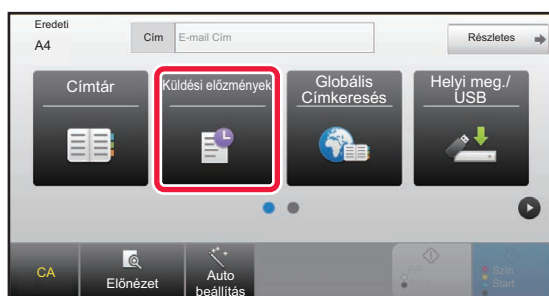 Eredeti
A4
Cím
E-mail Cím
Részletes
Címtár
Küldési előzmények
Globális
Címkeresés
Helyi meg./
USB
CA
Előnézet
Auto
beállítás
Szín
Start